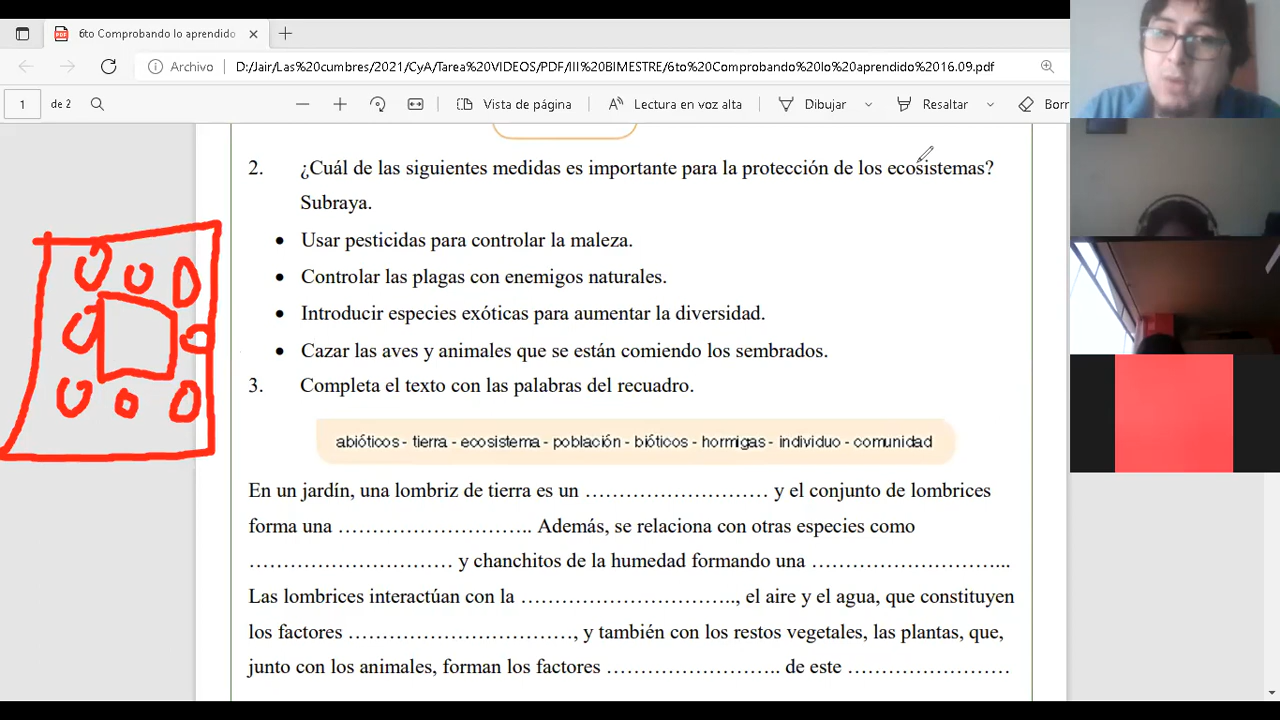 6to Comprobando lo aprendido
Archivo D:/Jair/Las%20cumbres/2021/CyA/Tarea%20VIDEOS/PDF/III%20BIMESTRE/6to%20Comprobando%20lo%20aprendido%2016.09.pdf
1 de 2 Vista de página Lectura en voz alta Dibujar Resaltar Borr
2. ¿Cuál de las siguientes medidas es importante para la protección de los ecosistemas?
Subraya.
• Usar pesticidas para controlar la maleza.
• Controlar las plagas con enemigos naturales.
• Introducir especies exóticas para aumentar la diversidad.
• Cazar las aves y animales que se están comiendo los sembrados.
3. Completa el texto con las palabras del recuadro.
abióticos - tierra - ecosistema - población - bióticos - hormigas - individuo - comunidad
En un jardín, una lombriz de tierra es un ……………………… y el conjunto de lombrices
forma una ……………………….. Además, se relaciona con otras especies como
………………………… y chanchitos de la humedad formando una ………………………...
Las lombrices interactúan con la ………………………….., el aire y el agua, que constituyen
los factores ……………………………, y también con los restos vegetales, las plantas, que,
junto con los animales, forman los factores ……………………. de este ……………………